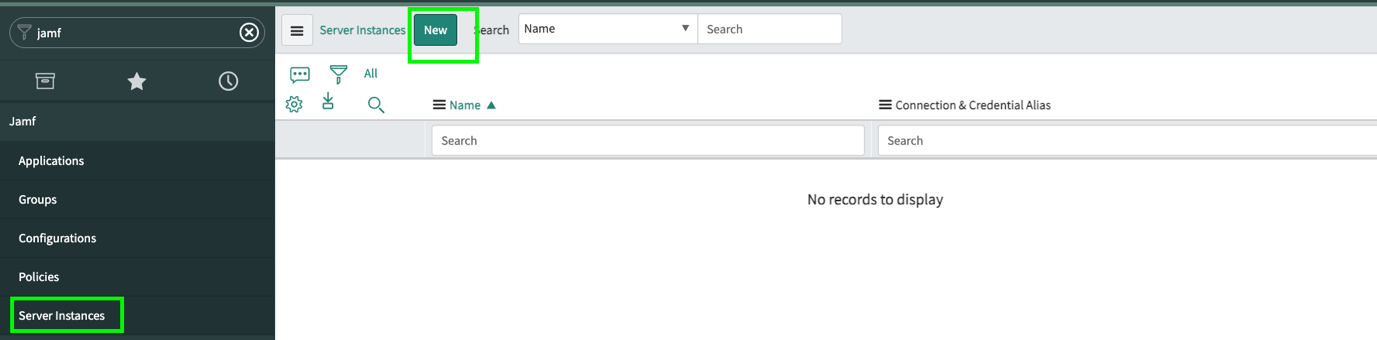 jamf
Server Instances New Search Name Search
All
Name Connection & Credential Alias
Search Search
No records to display
Jamf
Applications
Groups
Configurations
Policies
Server Instances